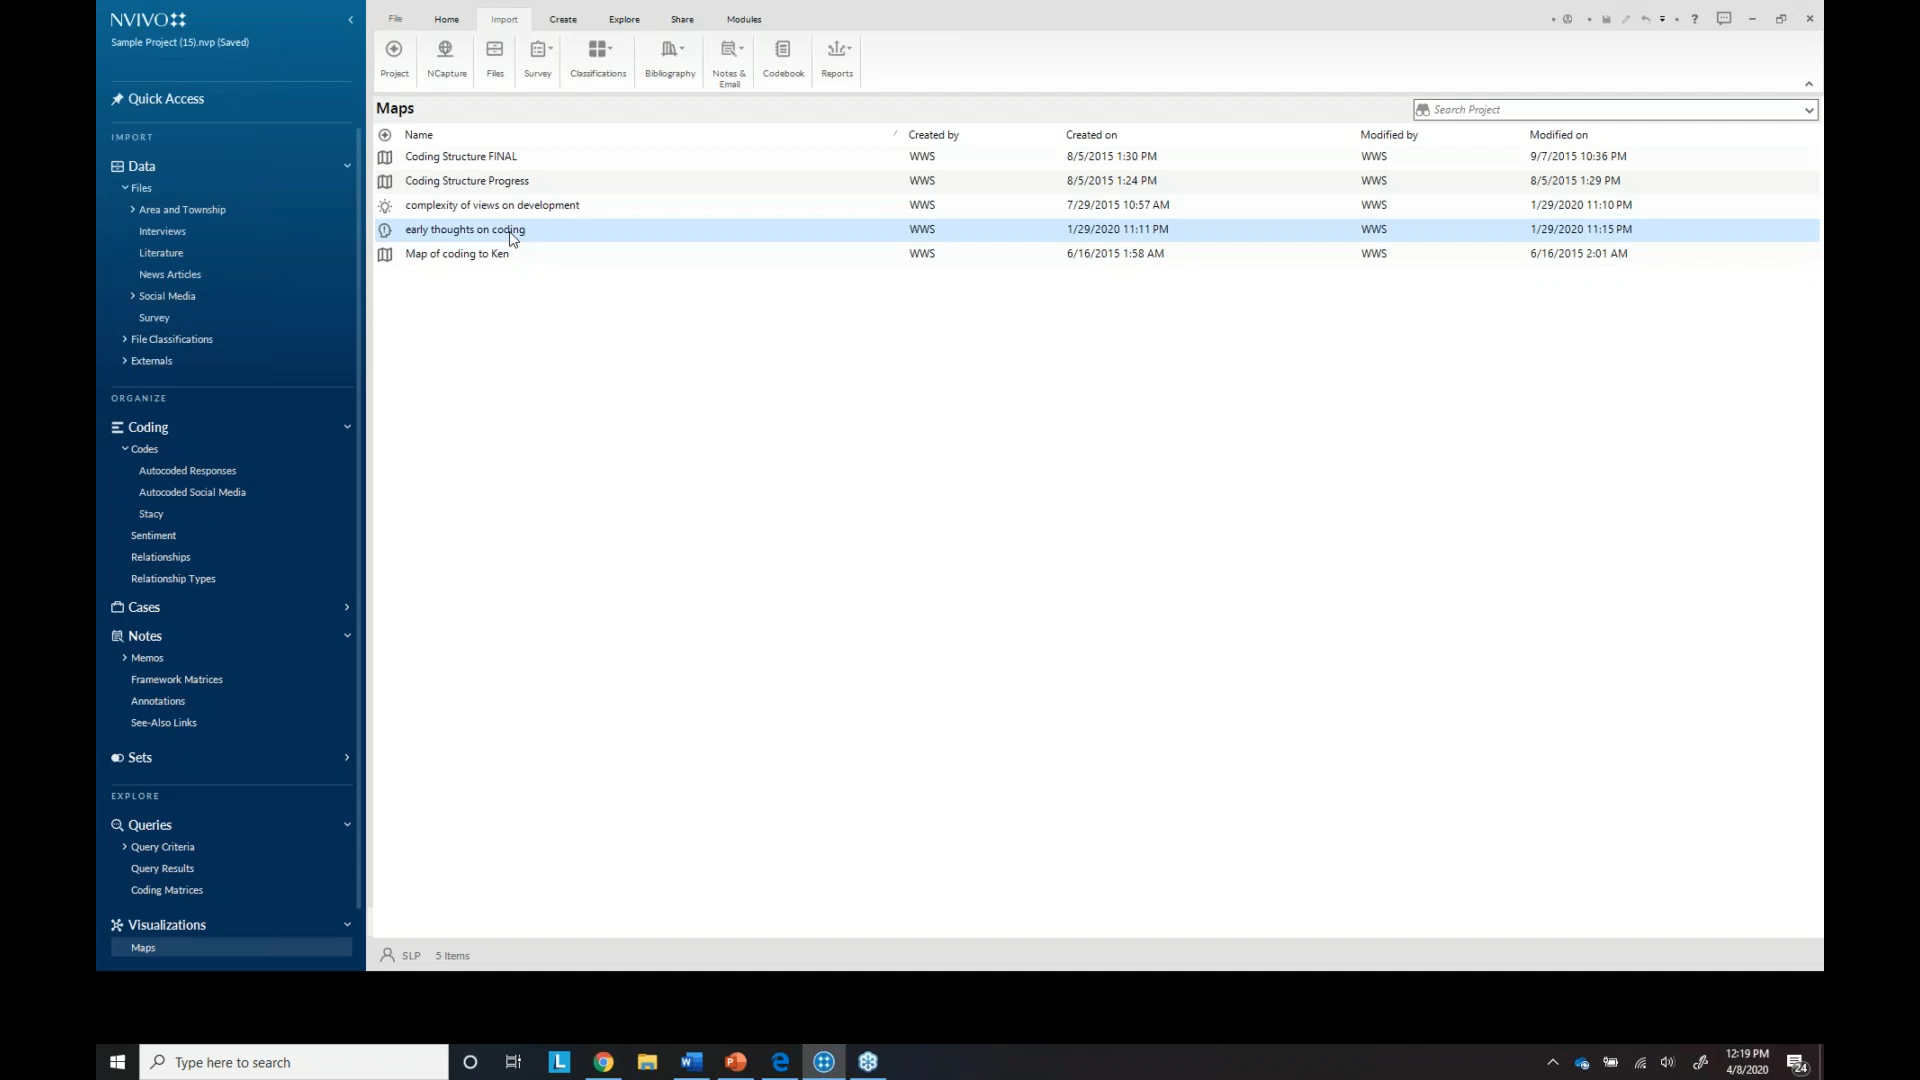 NVIVO
Sample Project (15).nvp (Saved)
Quick Access
IMPORT
Data
Files
Area and Township
Interviews
Literature
News Articles
Social Media
Survey
File Classifications
Externals
ORGANIZE
Coding
Codes
Autocoded Responses
Autocoded Social Media
Stacy
Sentiment
Relationships
Relationship Types
Cases
Notes
Memos
Framework Matrices
Annotations
See-Also Links
Sets
EXPLORE
Queries
Query Criteria
Query Results
Coding Matrices
Visualizations
Maps
File Home Import Create Explore Share Modules
Project NCapture Files Survey Classifications Bibliography Notes & Email Codebook Reports
Maps
Search Project
Name Created by Created on Modified by Modified on
Coding Structure FINAL WWS 8/5/2015 1:30 PM WWS 9/7/2015 10:36 PM
Coding Structure Progress WWS 8/5/2015 1:24 PM WWS 8/5/2015 1:29 PM
complexity of views on development WWS 7/29/2015 10:57 AM WWS 1/29/2020 11:10 PM
early thoughts on coding WWS 1/29/2020 11:11 PM WWS 1/29/2020 11:15 PM
Map of coding to Ken WWS 6/16/2015 1:58 AM WWS 6/16/2015 2:01 AM
SLP 5 Items
Type here to search
12:19 PM
4/8/2020
24